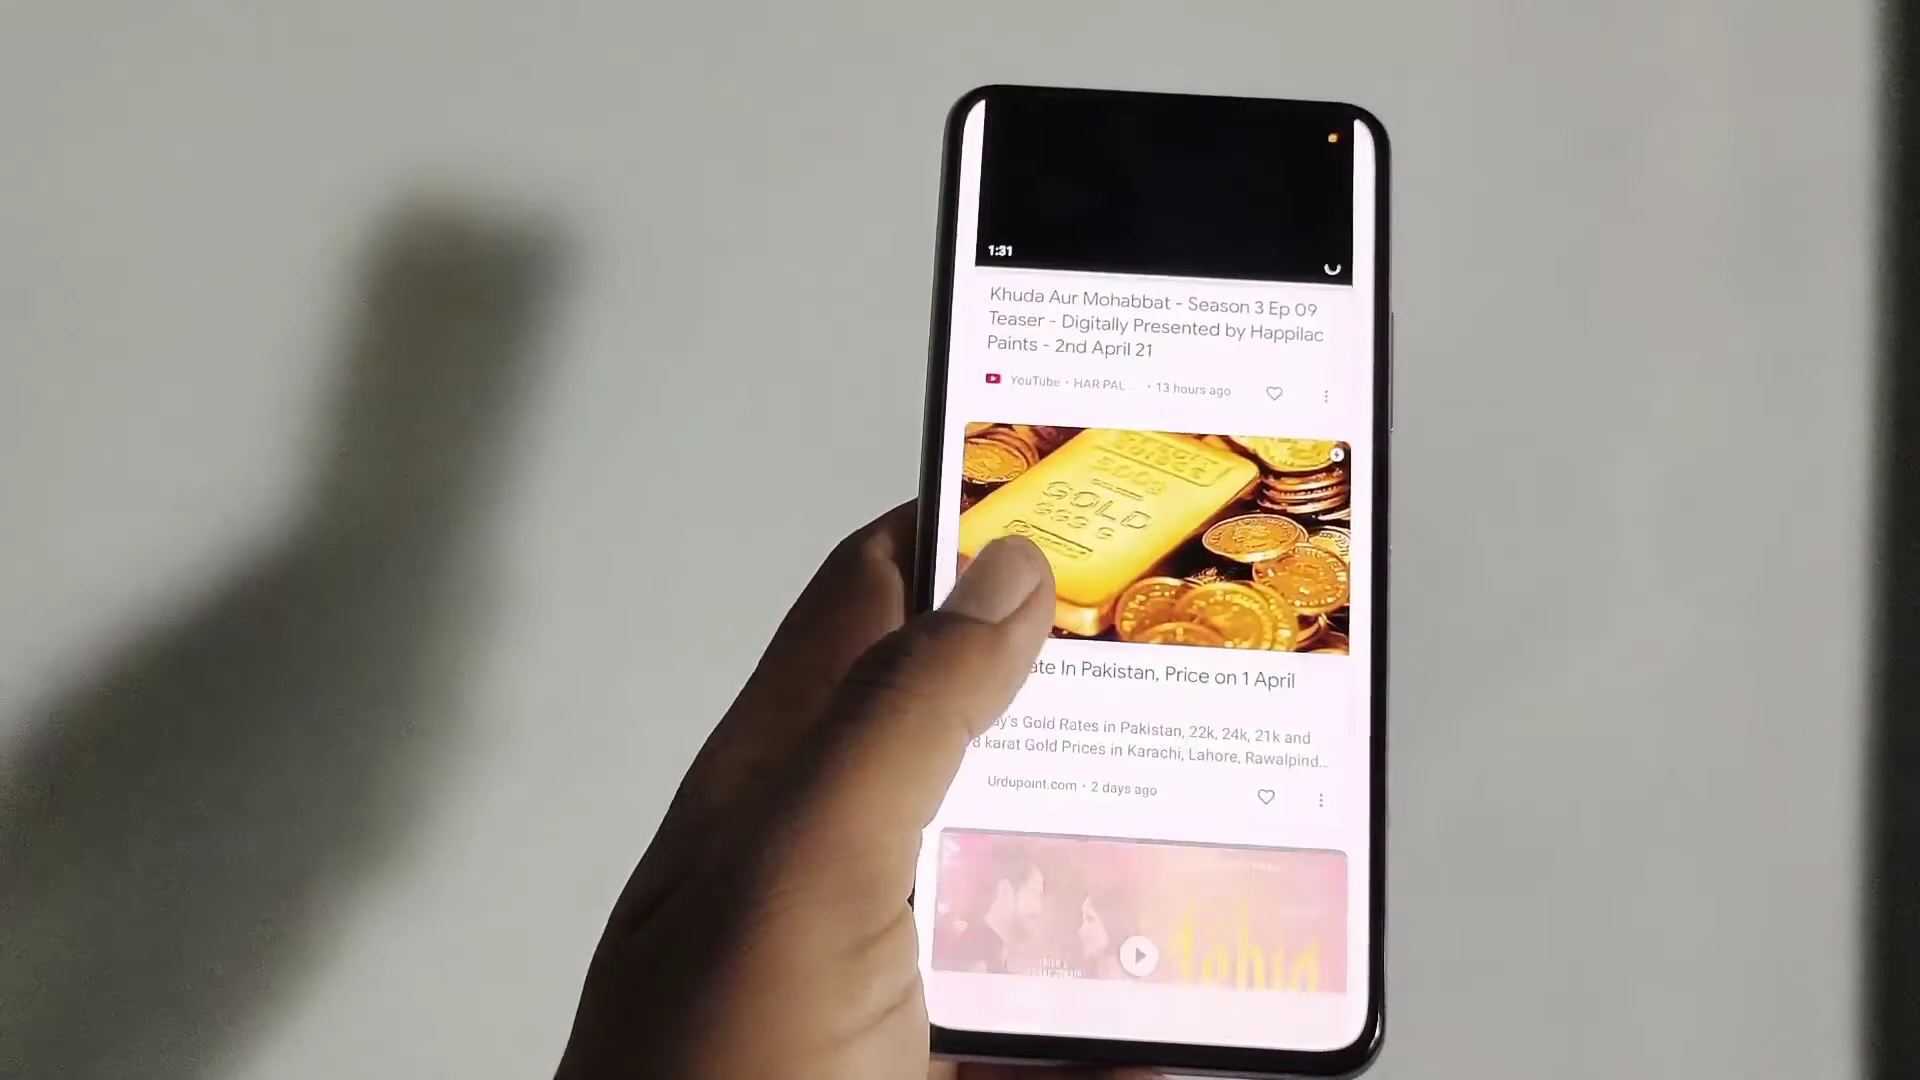 1:31
Khuda Aur Mohabbat - Season 3 Ep 09
Teaser - Digitally Presented by Happilac
Paints - 2nd April 21
YouTube • HAR PAL ... • 13 hours ago
GOLD
ate In Pakistan, Price on 1 April
ay's Gold Rates in Pakistan, 22k, 24k, 21k and
karat Gold Prices in Karachi, Lahore, Rawalpind...
Urdupoint.com • 2 days ago